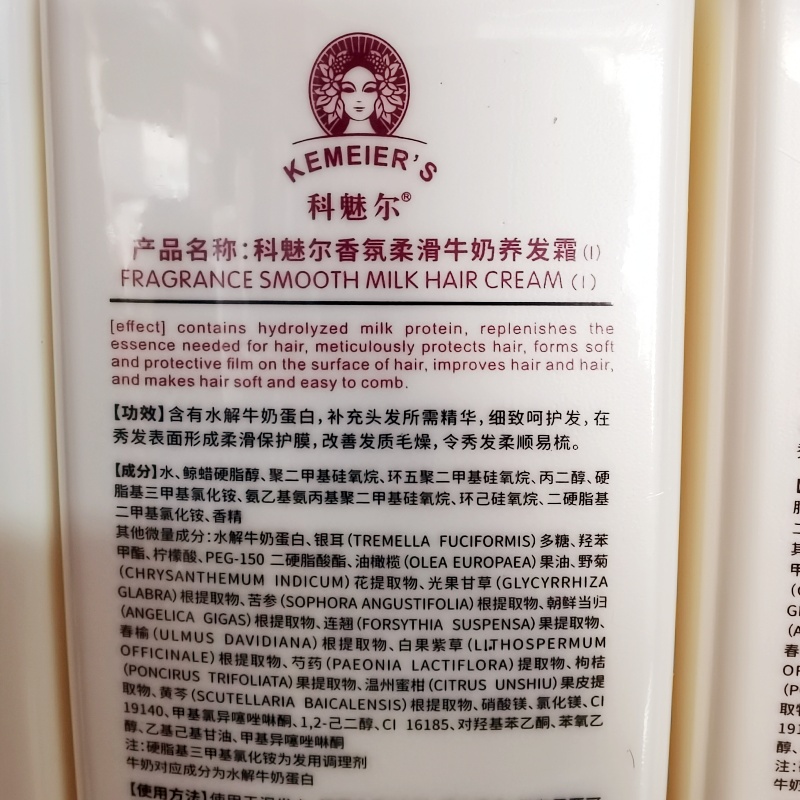 KEMEIER'S
科魅尔®
产品名称:科魅尔香氛柔滑牛奶养发霜(I)
FRAGRANCE SMOOTH MILK HAIR CREAM (I)
[effect] contains hydrolyzed milk protein, replenishes the
essence needed for hair, meticulously protects hair, forms soft
and protective film on the surface of hair, improves hair and hair,
and makes hair soft and easy to comb.
【功效】含有水解牛奶蛋白,补充头发所需精华,细致呵护发,在
秀发表面形成柔滑保护膜,改善发质毛燥,令秀发柔顺易梳。
【成分】水、鲸蜡硬脂醇、聚二甲基硅氧烷、环五聚二甲基硅氧烷、丙二醇、硬
脂基三甲基氯化铵、氨乙基氨丙基聚二甲基硅氧烷、环己硅氧烷、二硬脂基
二甲基氯化铵、香精
其他微量成分:水解牛奶蛋白、银耳(TREMELLA FUCIFORMIS)多糖、羟苯
甲酯、柠檬酸、PEG-150 二硬脂酸酯、油橄榄(OLEA EUROPAEA)果油、野菊
(CHRYSANTHEMUM INDICUM)花提取物、光果甘草(GLYCYRRHIZA
GLABRA)根提取物、苦参(SOPHORA ANGUSTIFOLIA)根提取物、朝鲜当归
(ANGELICA GIGAS)根提取物、连翘(FORSYTHIA SUSPENSA)果提取物、
春榆(ULMUS DAVIDIANA)根提取物、白果紫草(LITHOSPERMUM
OFFICINALE)根提取物、芍药(PAEONIA LACTIFLORA)提取物、枸桔
(PONCIRUS TRIFOLIATA)果提取物、温州蜜柑(CITRUS UNSHIU)果皮提
取物、黄芩(SCUTELLARIA BAICALENSIS)根提取物、硝酸镁、氯化镁、CI
19140、甲基氯异噻唑啉酮、1,2-己二醇、CI 16185、对羟基苯乙酮、苯氧乙
醇、乙基己基甘油、甲基异噻唑啉酮
注:硬脂基三甲基氯化铵为发用调理剂
牛奶对应成分为水解牛奶蛋白
【使用方法】